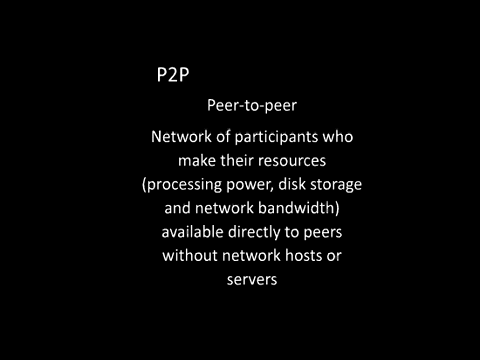 P2P
Peer-to-peer
Network of participants who
make their resources
(processing power, disk storage
and network bandwidth)
available directly to peers
without network hosts or
servers